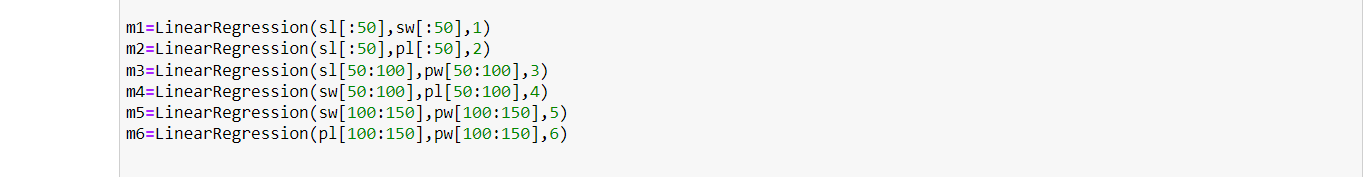 m1=LinearRegression(sl[:50],sw[:50],1)
m2=LinearRegression(sl[:50],pl[:50],2)
m3=LinearRegression(sl[50:100],pw[50:100],3)
m4=LinearRegression(sw[50:100],pl[50:100],4)
m5=LinearRegression(sw[100:150],pw[100:150],5)
m6=LinearRegression(pl[100:150],pw[100:150],6)